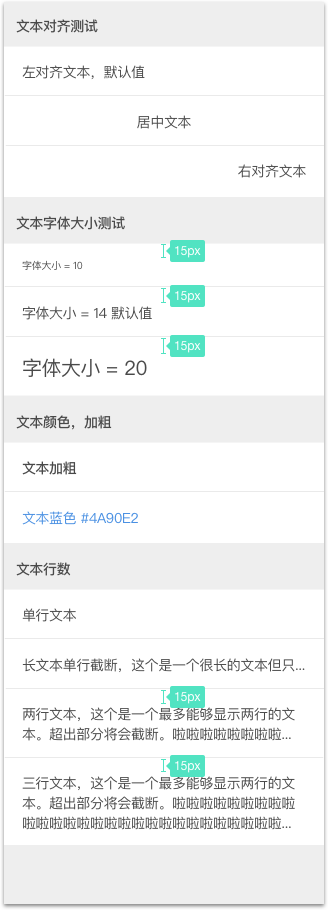 文本对齐测试
左对齐文本，默认值
居中文本
右对齐文本
文本字体大小测试
15px
字体大小 = 10
15px
字体大小 = 14 默认值
15px
字体大小 = 20
文本颜色，加粗
文本加粗
文本蓝色 #4A90E2
文本行数
单行文本
长文本单行截断，这个是一个很长的文本但只...
15px
两行文本，这个是一个最多能够显示两行的文
本。超出部分将会截断。啦啦啦啦啦啦啦啦...
15px
三行文本，这个是一个最多能够显示两行的文
本。超出部分将会截断。啦啦啦啦啦啦啦啦啦
啦啦啦啦啦啦啦啦啦啦啦啦啦啦啦啦啦啦啦...